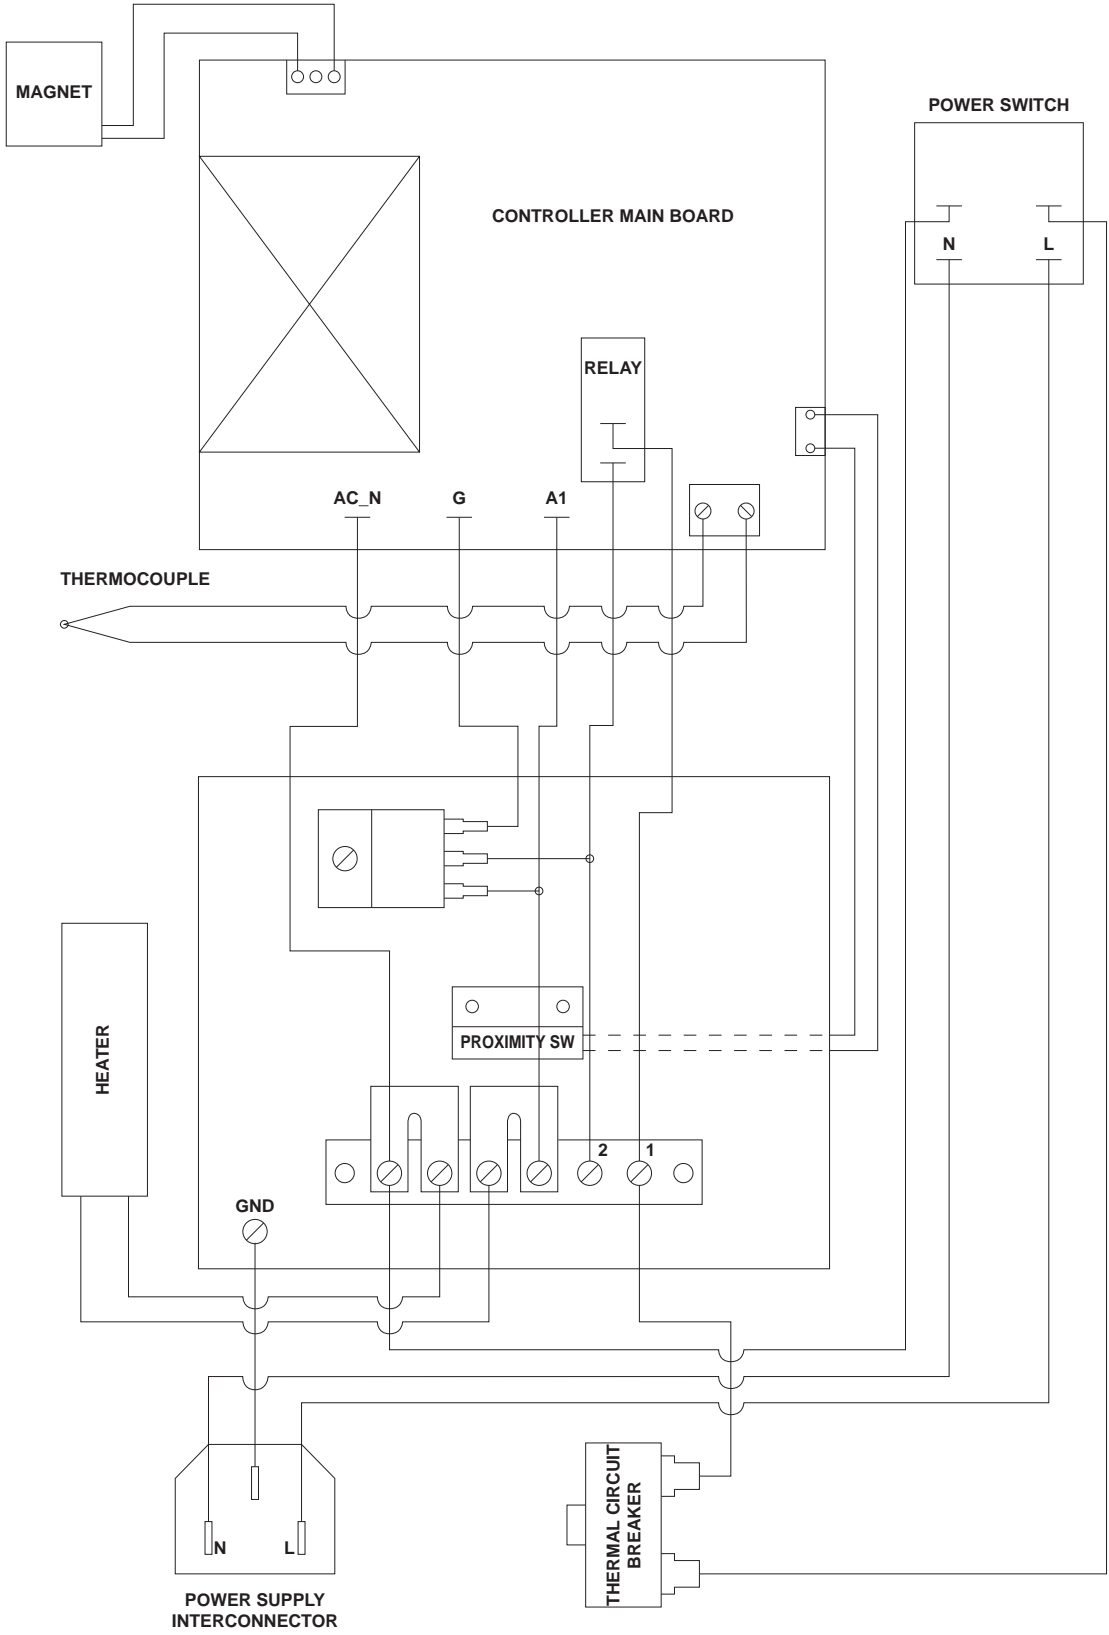 MAGNET
POWER SWITCH
CONTROLLER MAIN BOARD
N
L
RELAY
AC_N
G
A1
THERMOCOUPLE
HEATER
PROXIMITY SW
2
1
GND
THERMAL CIRCUIT
BREAKER
N
L
POWER SUPPLY
INTERCONNECTOR